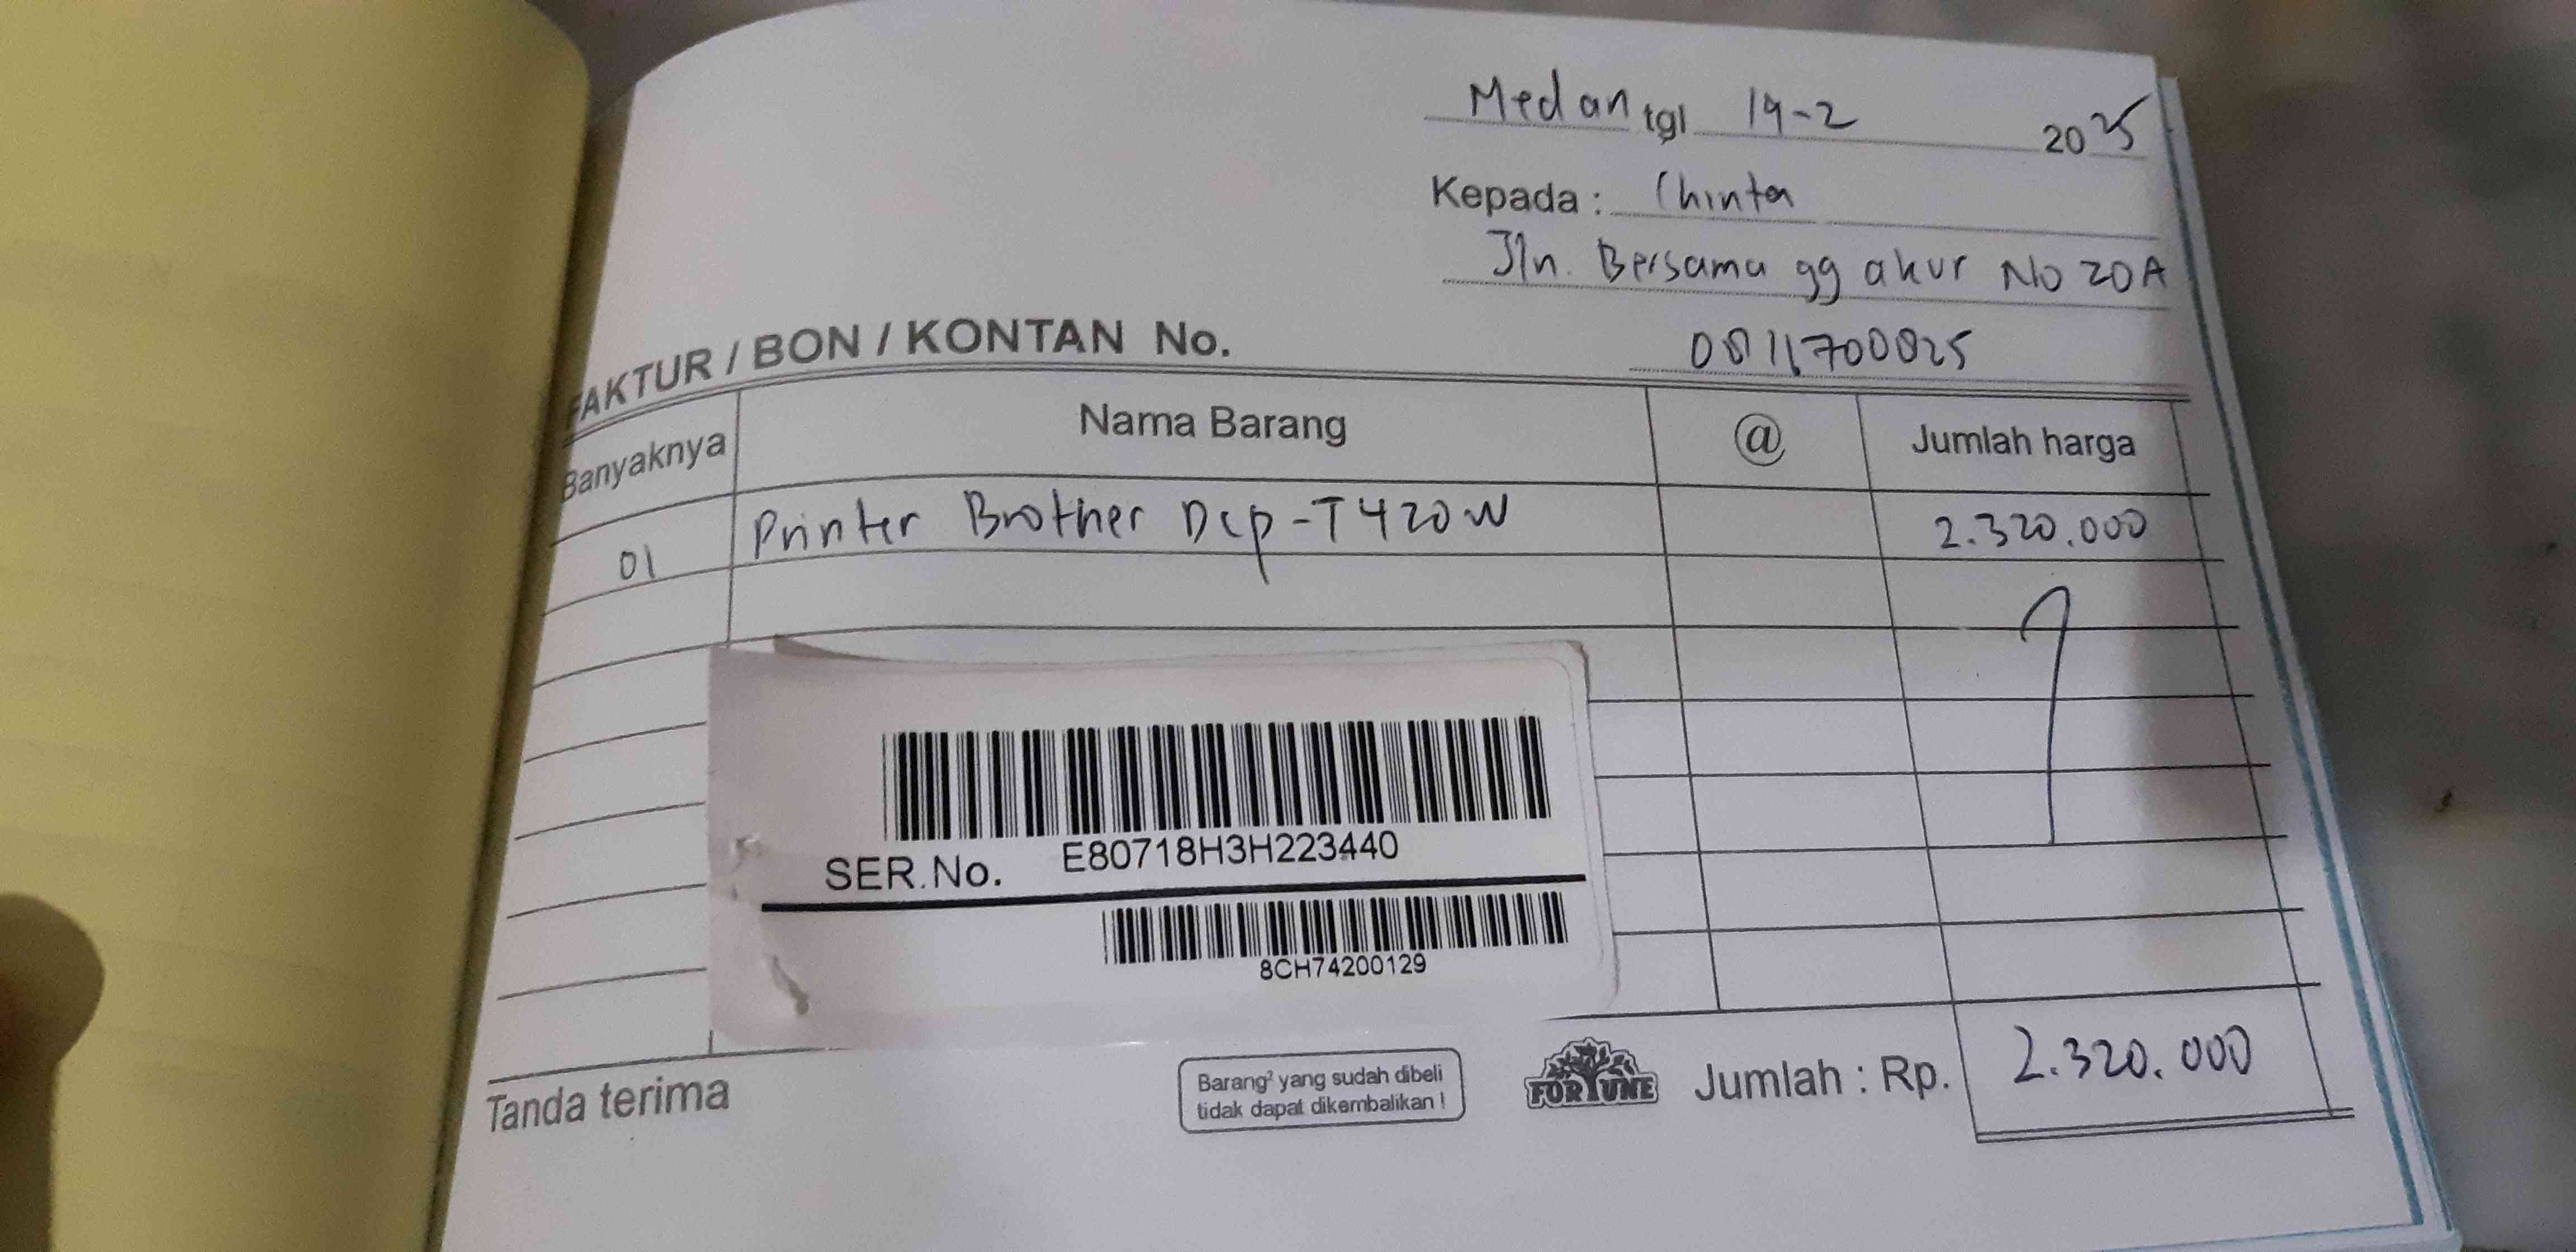 Medan tgl 14-2 2025
Kepada : Chinta
Jln. Bersama gg akur No 20A
0811700025
FAKTUR / BON / KONTAN No.
Banyaknya Nama Barang @ Jumlah harga
01 Printer Brother Dcp-T420W 2.320.000
SER.No. E80718H3H223440
8CH74200129
Tanda terima
Barang² yang sudah dibeli
tidak dapat dikembalikan !
FORTUNE
Jumlah : Rp. 2.320.000